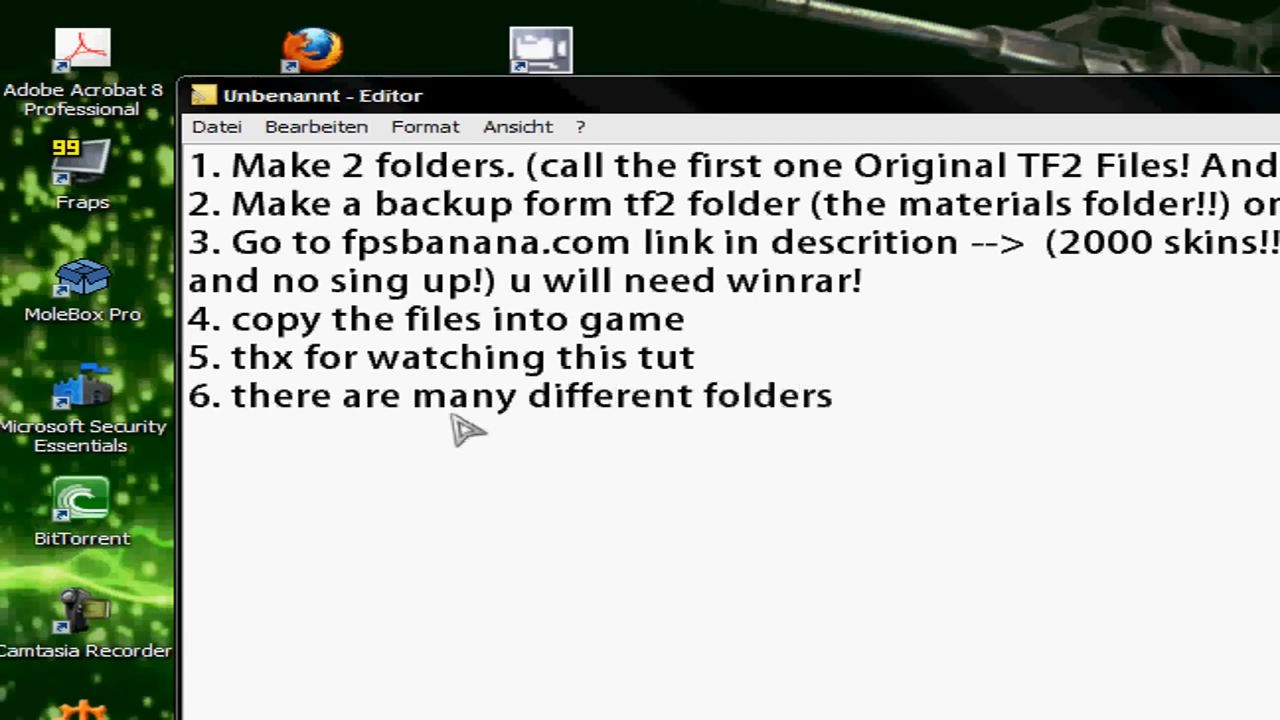 Adobe Acrobat 8
Professional
99
Fraps
MoleBox Pro
Microsoft Security
Essentials
BitTorrent
Camtasia Recorder
Unbenannt - Editor
Datei Bearbeiten Format Ansicht ?
1. Make 2 folders. (call the first one Original TF2 Files! And
2. Make a backup form tf2 folder (the materials folder!!) or
3. Go to fpsbanana.com link in descrition --> (2000 skins!!
and no sing up!) u will need winrar!
4. copy the files into game
5. thx for watching this tut
6. there are many different folders